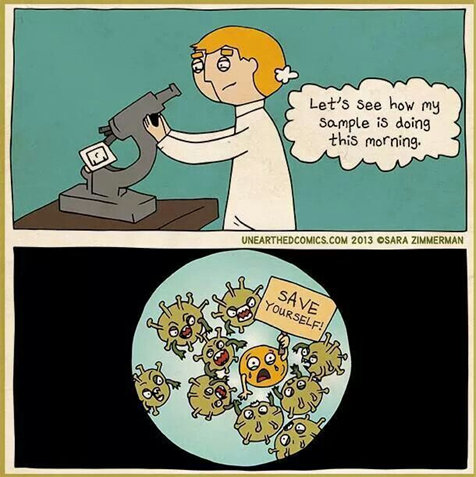 Let's see how my
sample is doing
this morning.
UNEARTHEDCOMICS.COM 2013 ©SARA ZIMMERMAN
SAVE
YOURSELF!